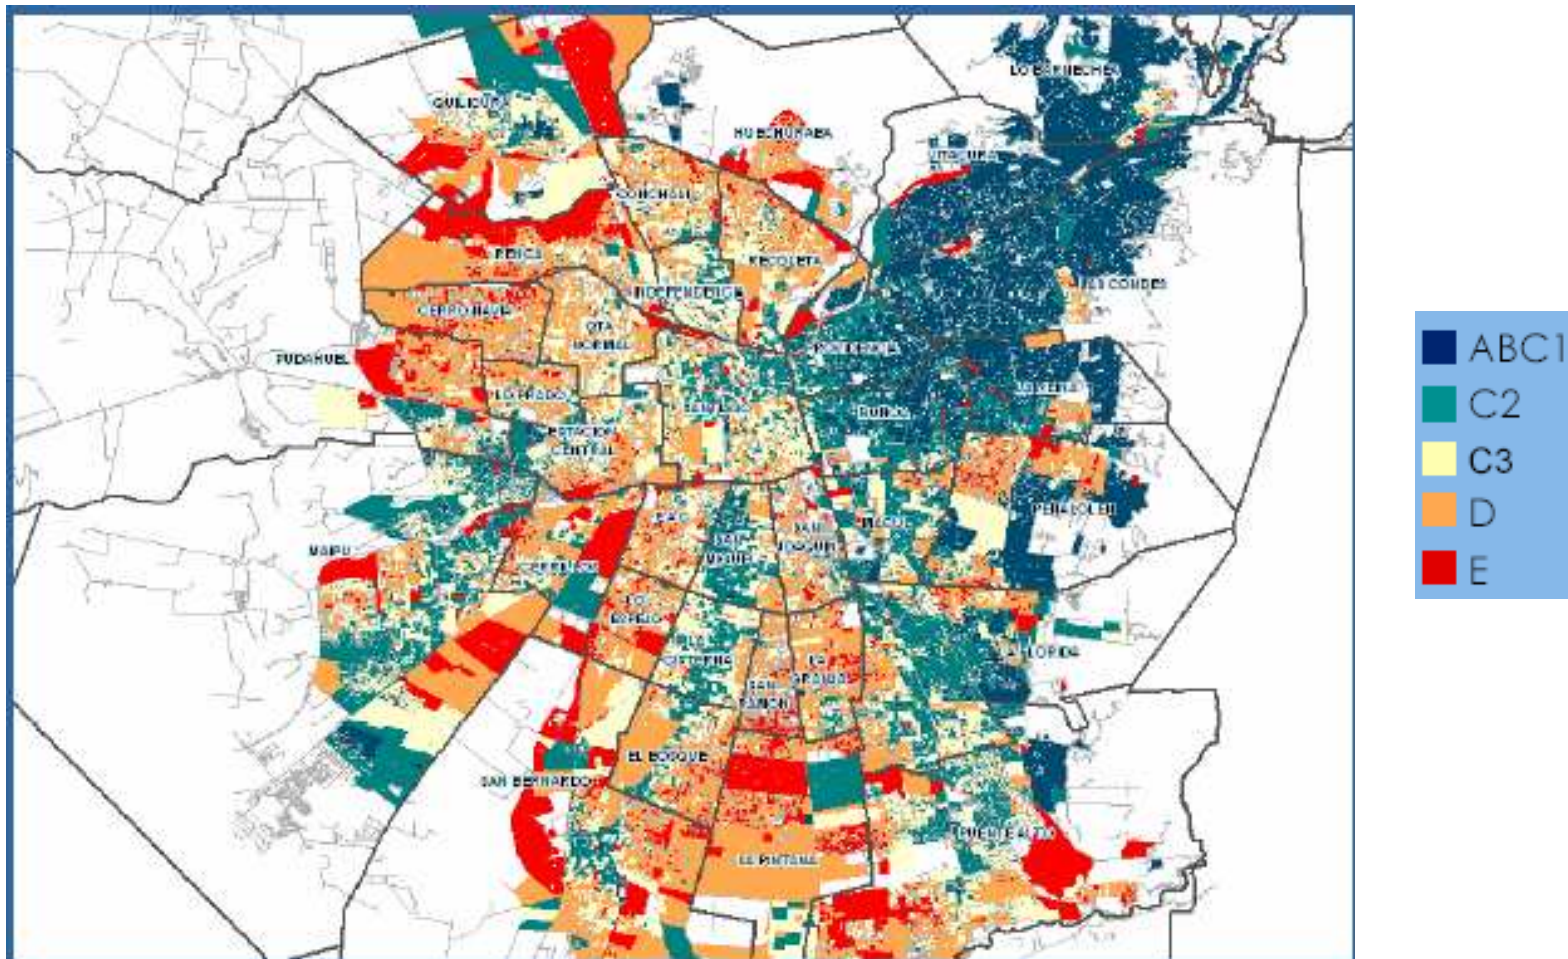 LO BARNECHEA
QUILICURA
HUECHURABA
VITACURA
CONCHALI
RENCA
RECOLETA
LAS CONDES
INDEPENDENCIA
CERRO NAVIA
QTA
NORMAL
PUDAHUEL
PROVIDENCIA
LO PRADO
LA REINA
SANTIAGO
ÑUÑOA
ESTACION
CENTRAL
PEÑALOLEN
P.A.C
SAN
MIGUEL
SAN
JOAQUIN
MACUL
MAIPU
CERRILLOS
LO
ESPEJO
LA
CISTERNA
LA
GRANJA
LA FLORIDA
SAN
RAMON
EL BOSQUE
SAN BERNARDO
PUENTE ALTO
LA PINTANA
ABC1
C2
C3
D
E